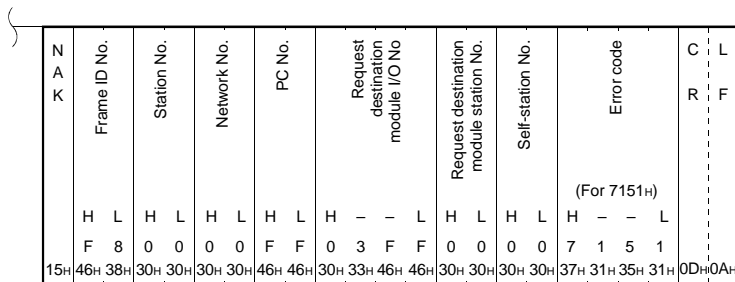 NAK
Frame ID No.
Station No.
Network No.
PC No.
Request
destination
module I/O No
Request destination
module station No.
Self-station No.
Error code
CR LF
(For 7151H)
H L H L H L H L H – – L H L H L H – – L
F 8 0 0 0 0 F F 0 3 F F 0 0 0 0 7 1 5 1
15H 46H 38H 30H 30H 30H 30H 46H 46H 30H 33H 46H 46H 30H 30H 30H 30H 37H 31H 35H 31H 0DH 0AH